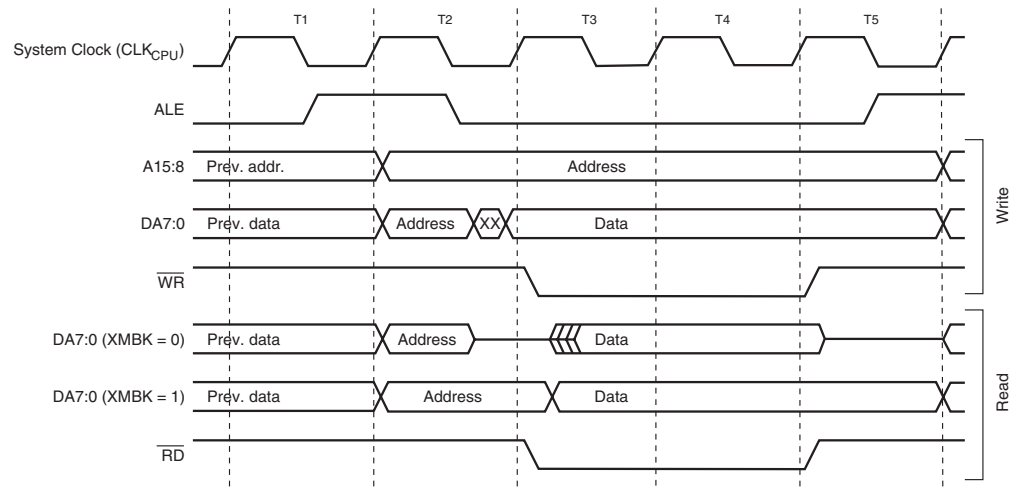 T1 T2 T3 T4 T5
System Clock (CLKCPU)
ALE
A15:8 Prev. addr. Address
DA7:0 Prev. data Address XX Data
WR
Write
DA7:0 (XMBK = 0) Prev. data Address Data
DA7:0 (XMBK = 1) Prev. data Address Data
RD
Read